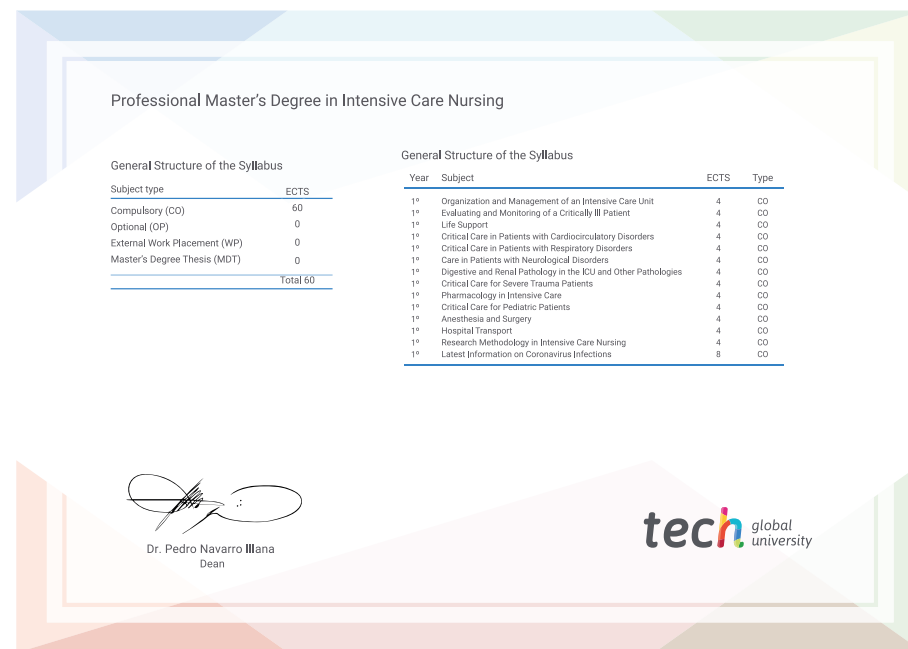 Professional Master's Degree in Intensive Care Nursing
General Structure of the Syllabus
Subject type ECTS
Compulsory (CO) 60
Optional (OP) 0
External Work Placement (WP) 0
Master's Degree Thesis (MDT) 0
Total 60
General Structure of the Syllabus
Year Subject ECTS Type
1º Organization and Management of an Intensive Care Unit 4 CO
1º Evaluating and Monitoring of a Critically Ill Patient 4 CO
1º Life Support 4 CO
1º Critical Care in Patients with Cardiocirculatory Disorders 4 CO
1º Critical Care in Patients with Respiratory Disorders 4 CO
1º Care in Patients with Neurological Disorders 4 CO
1º Digestive and Renal Pathology in the ICU and Other Pathologies 4 CO
1º Critical Care for Severe Trauma Patients 4 CO
1º Pharmacology in Intensive Care 4 CO
1º Critical Care for Pediatric Patients 4 CO
1º Anesthesia and Surgery 4 CO
1º Hospital Transport 4 CO
1º Research Methodology in Intensive Care Nursing 4 CO
1º Latest Information on Coronavirus Infections 8 CO
Dr. Pedro Navarro Illana
Dean
tech global
university